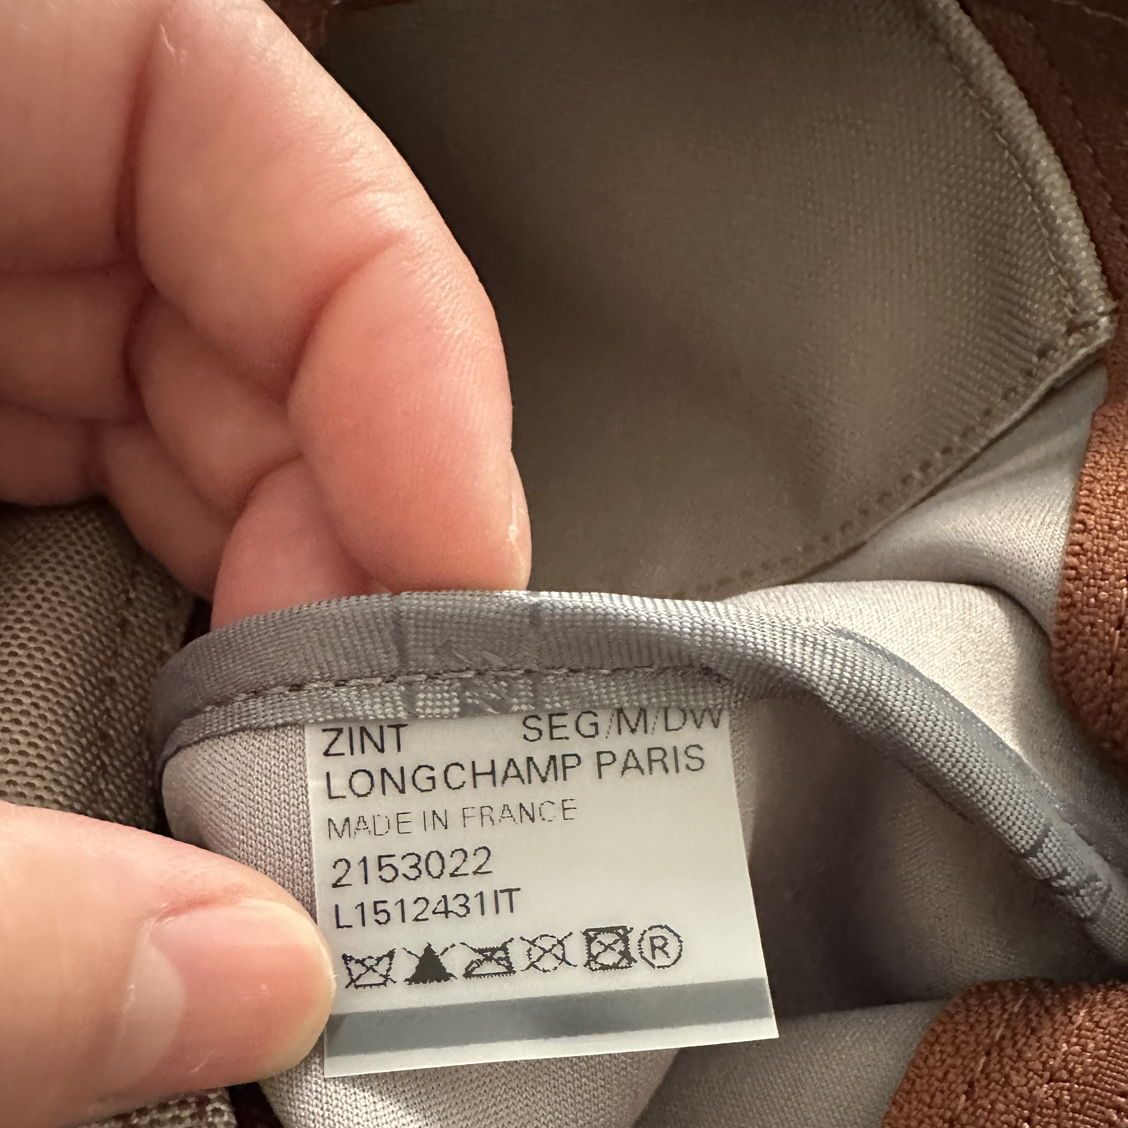 ZINT SEG/M/DW
LONGCHAMP PARIS
MADE IN FRANCE
2153022
L1512431IT
®